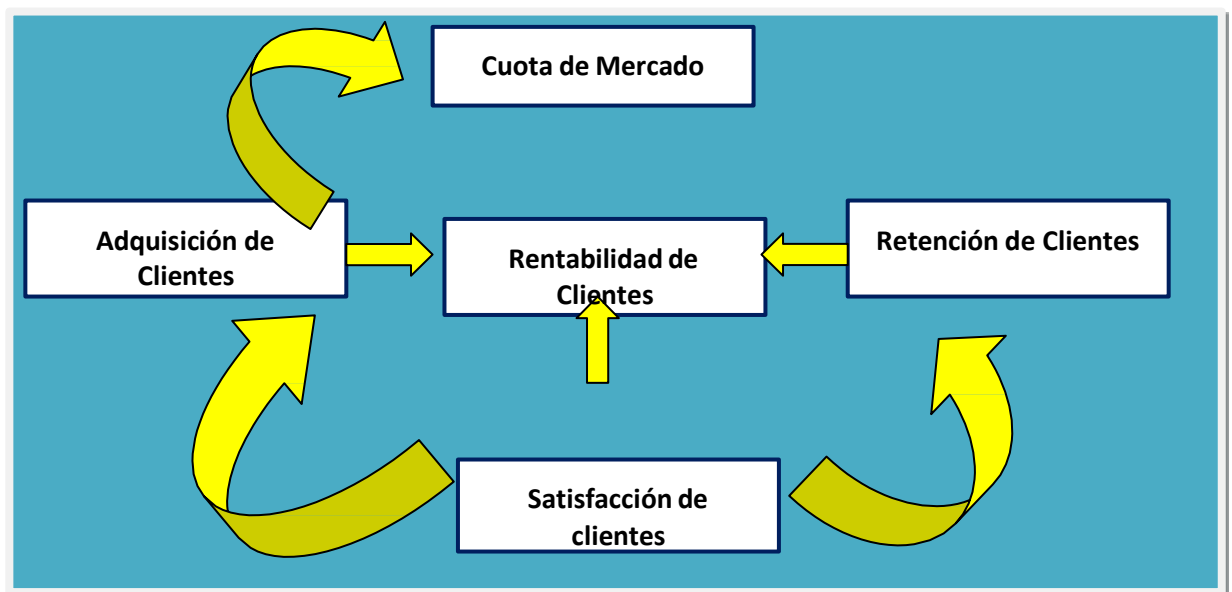 Cuota de Mercado
Adquisición de
Clientes
Rentabilidad de
Clientes
Retención de Clientes
Satisfacción de
clientes